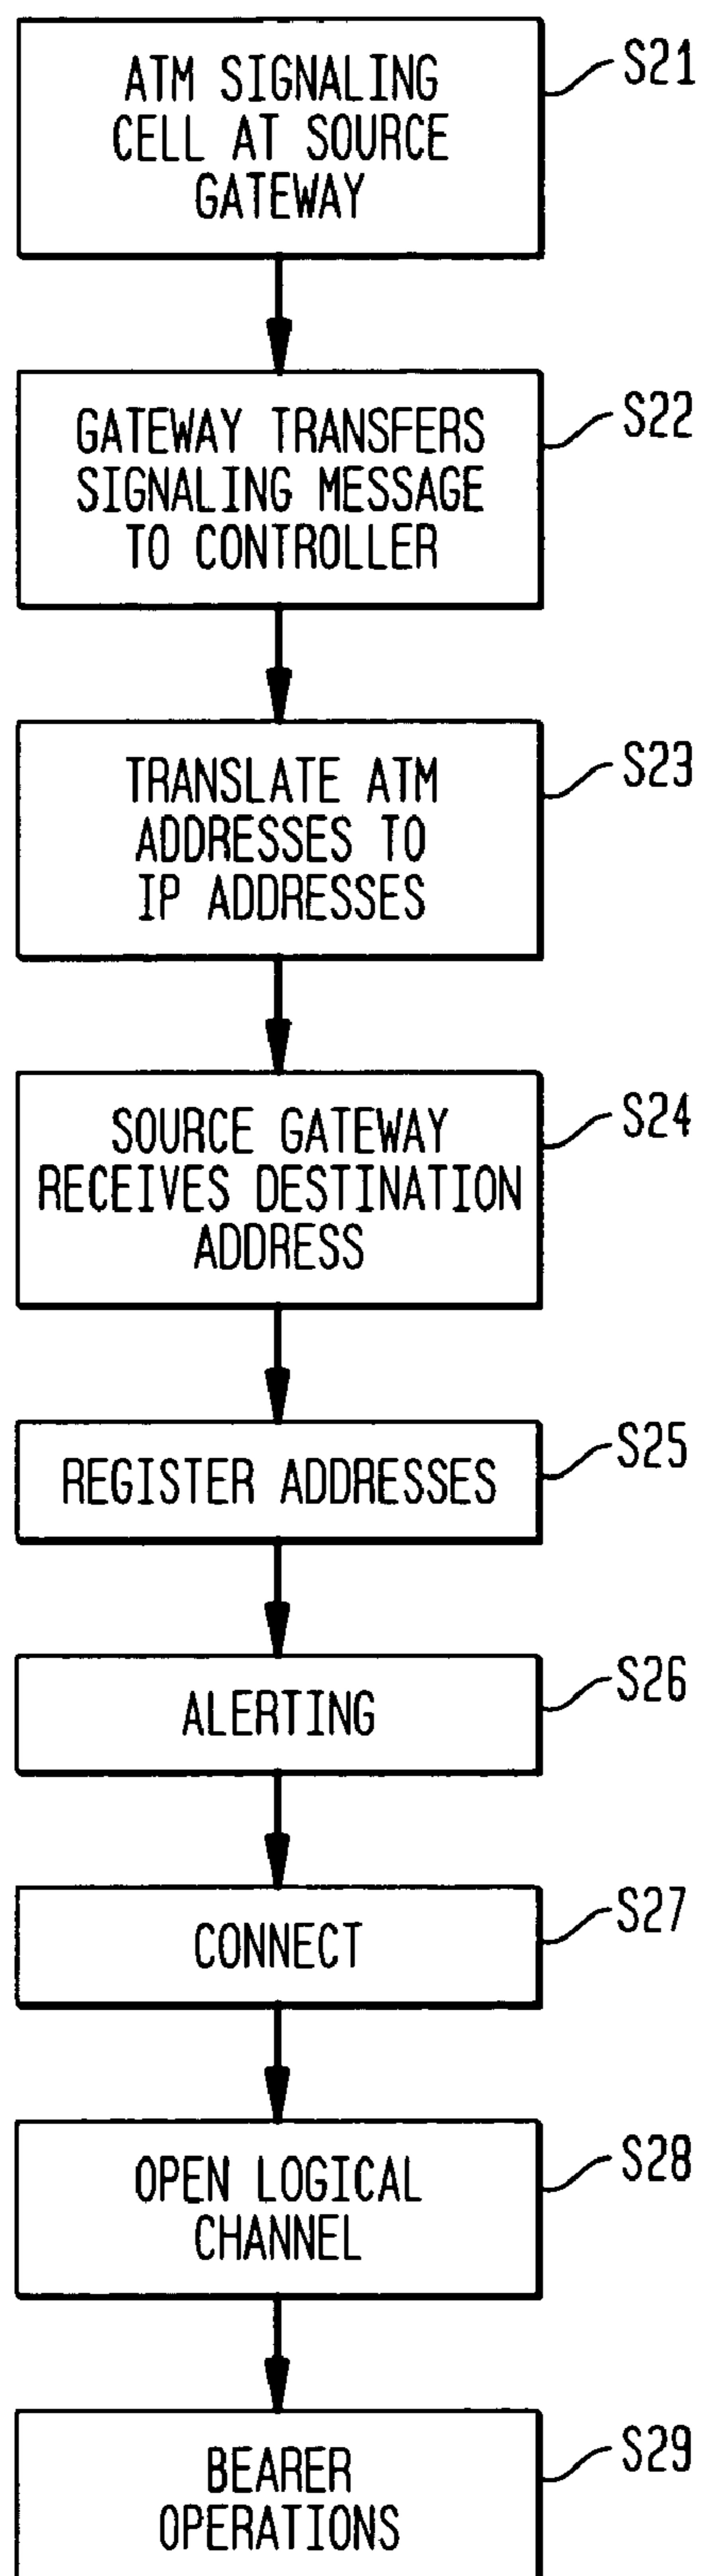 ATM SIGNALING
CELL AT SOURCE
GATEWAY
S21
GATEWAY TRANSFERS
SIGNALING MESSAGE
TO CONTROLLER
S22
TRANSLATE ATM
ADDRESSES TO
IP ADDRESSES
S23
SOURCE GATEWAY
RECEIVES DESTINATION
ADDRESS
S24
REGISTER ADDRESSES
S25
ALERTING
S26
CONNECT
S27
OPEN LOGICAL
CHANNEL
S28
BEARER
OPERATIONS
S29